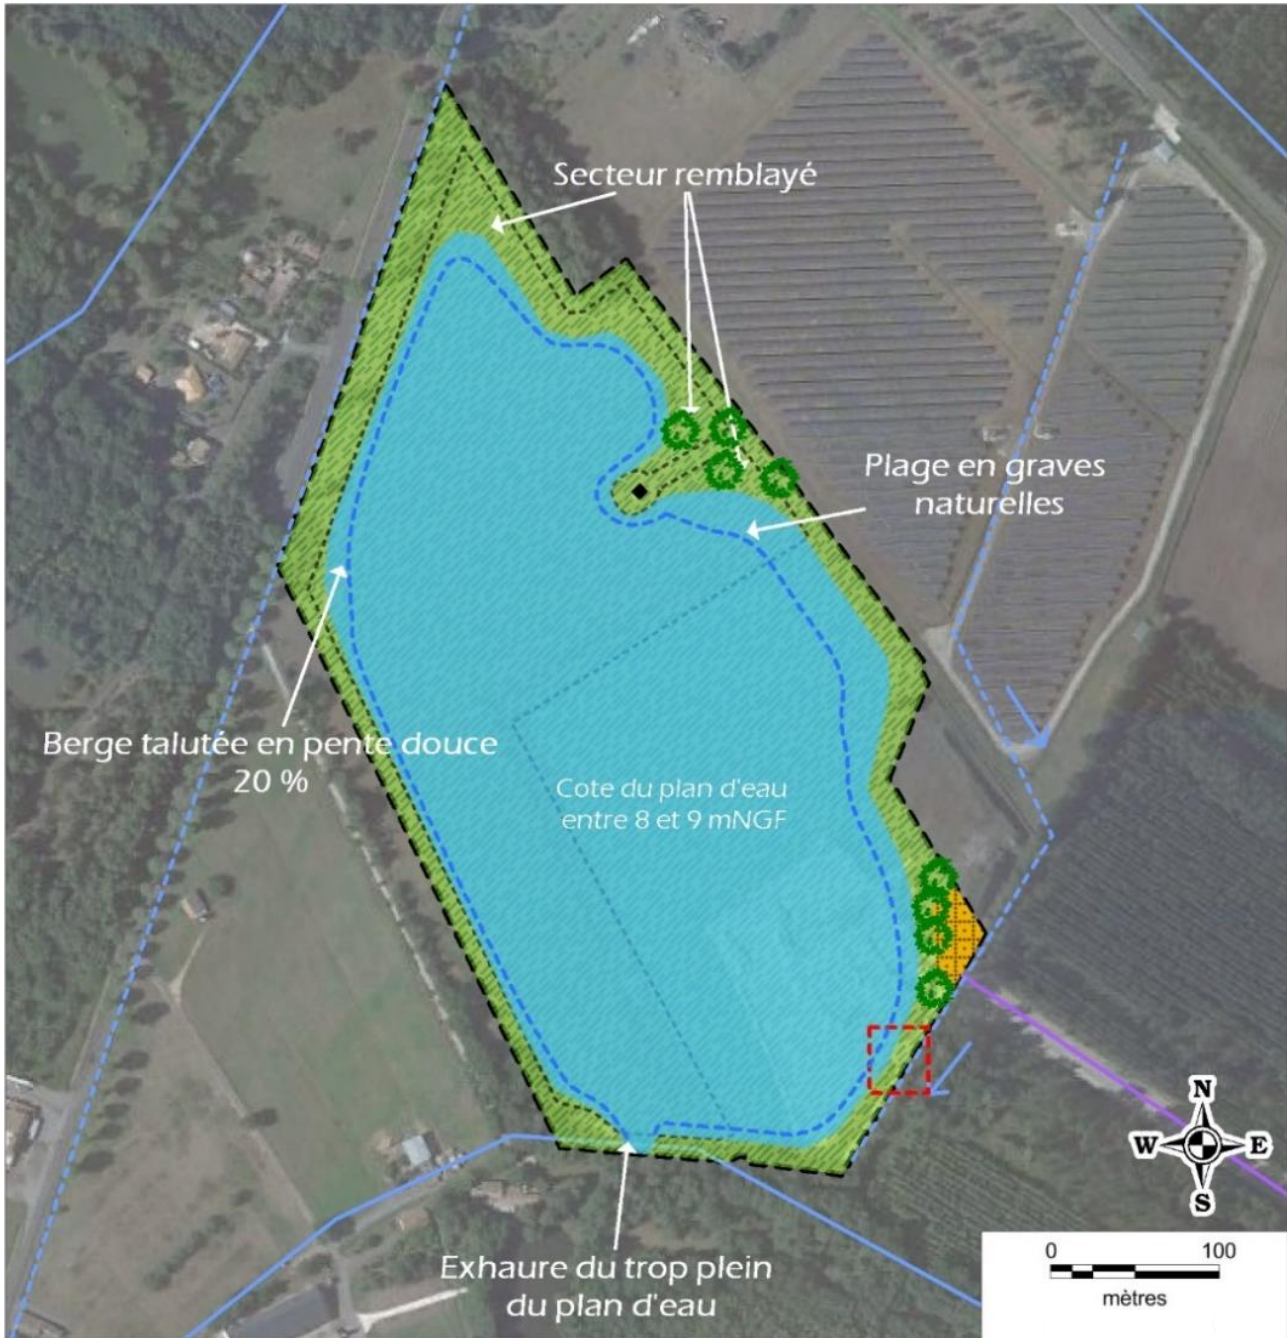 Secteur remblayé
Plage en graves
naturelles
Berge talutée en pente douce
20 %
Cote du plan d'eau
entre 8 et 9 mNGF
Exhaure du trop plein
du plan d'eau
N
W E
S
0 100
mètres